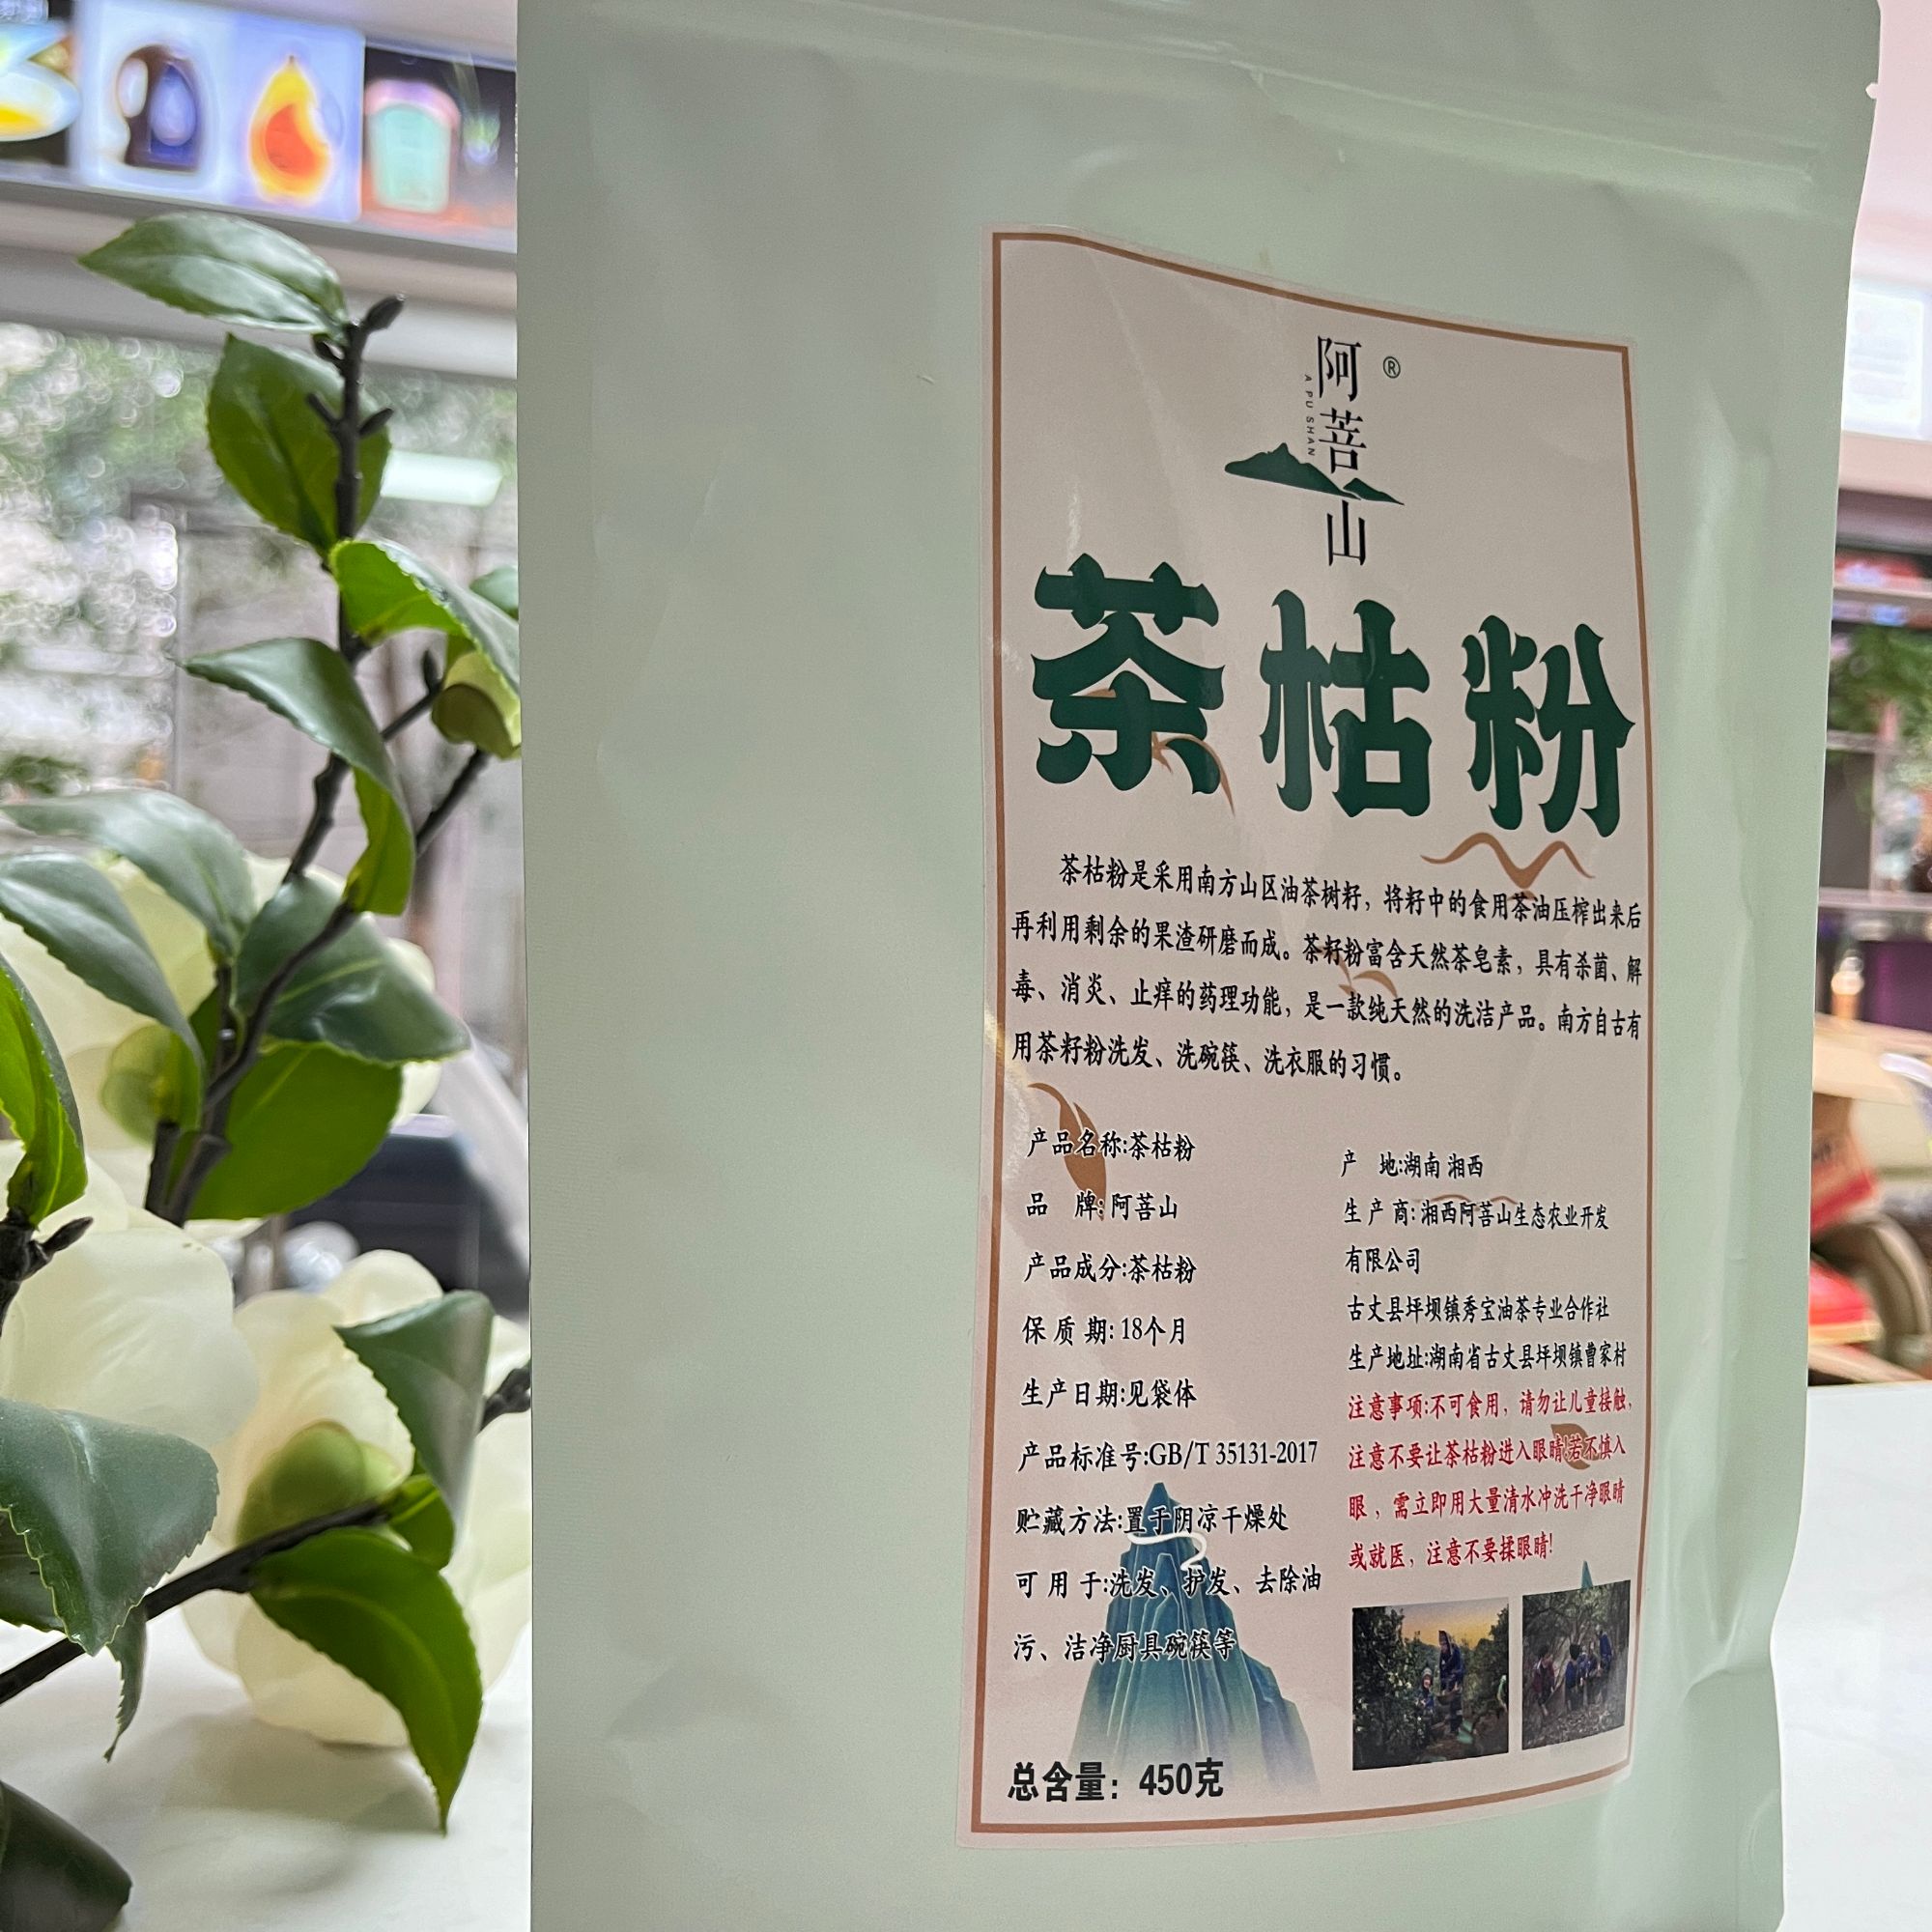 阿菩山®
A PU SHAN
茶枯粉
茶枯粉是采用南方山区油茶树籽，将籽中的食用茶油压榨出来后
再利用剩余的果渣研磨而成。茶籽粉富含天然茶皂素，具有杀菌、解
毒、消炎、止痒的药理功能，是一款纯天然的洗洁产品。南方自古有
用茶籽粉洗发、洗碗筷、洗衣服的习惯。
产品名称:茶枯粉
品 牌:阿菩山
产品成分:茶枯粉
保 质 期:18个月
生产日期:见袋体
产品标准号:GB/T 35131-2017
贮藏方法:置于阴凉干燥处
可 用 于:洗发、护发、去除油
污、洁净厨具碗筷等
产 地:湖南 湘西
生 产 商:湘西阿菩山生态农业开发
有限公司
古丈县坪坝镇秀宝油茶专业合作社
生产地址:湖南省古丈县坪坝镇曹家村
注意事项:不可食用，请勿让儿童接触，
注意不要让茶枯粉进入眼睛!若不慎入
眼，需立即用大量清水冲洗干净眼睛
或就医，注意不要揉眼睛!
总含量：450克